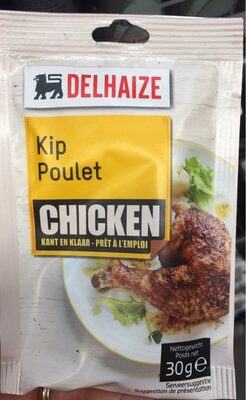 DELHAIZE
Kip
Poulet
CHICKEN
KANT EN KLAAR - PRÊT À L'EMPLOI
Nettogewicht
Poids net
30g e
Serveersuggestie
Suggestion de présentation